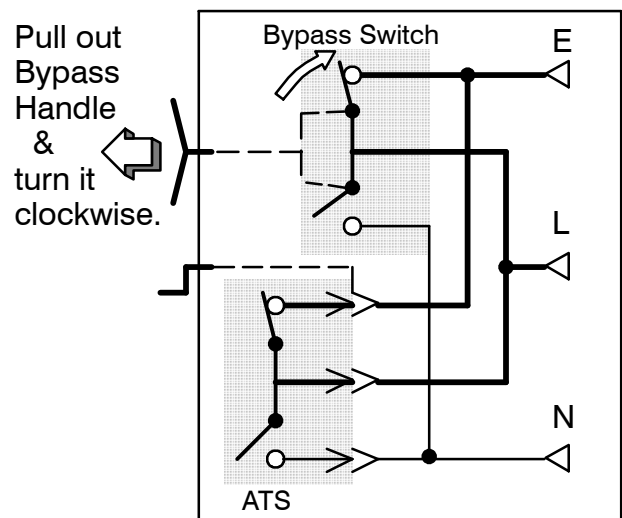 Pull out
Bypass
Handle
&
turn it
clockwise.
Bypass Switch
E
L
N
ATS